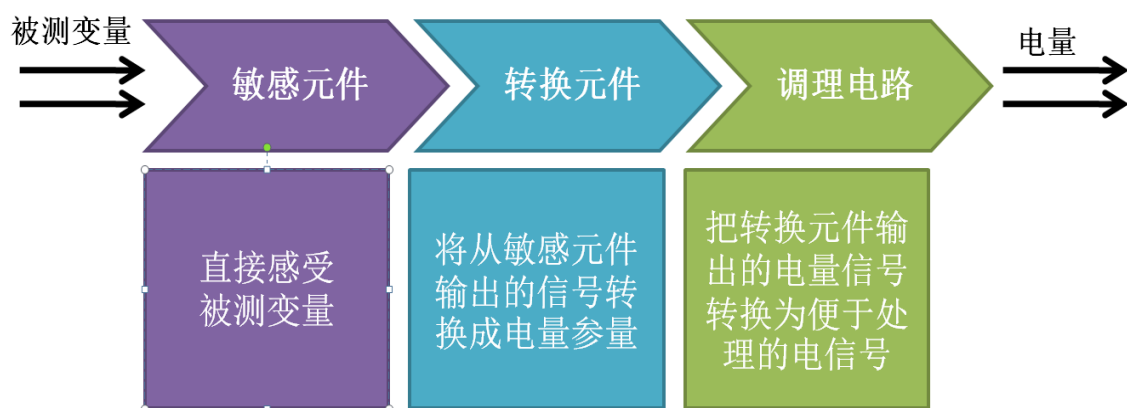 被测变量
敏感元件
转换元件
调理电路
电量
直接感受
被测变量
将从敏感元件
输出的信号转
换成电量参量
把转换元件输
出的电量信号
转换为便于处
理的电信号